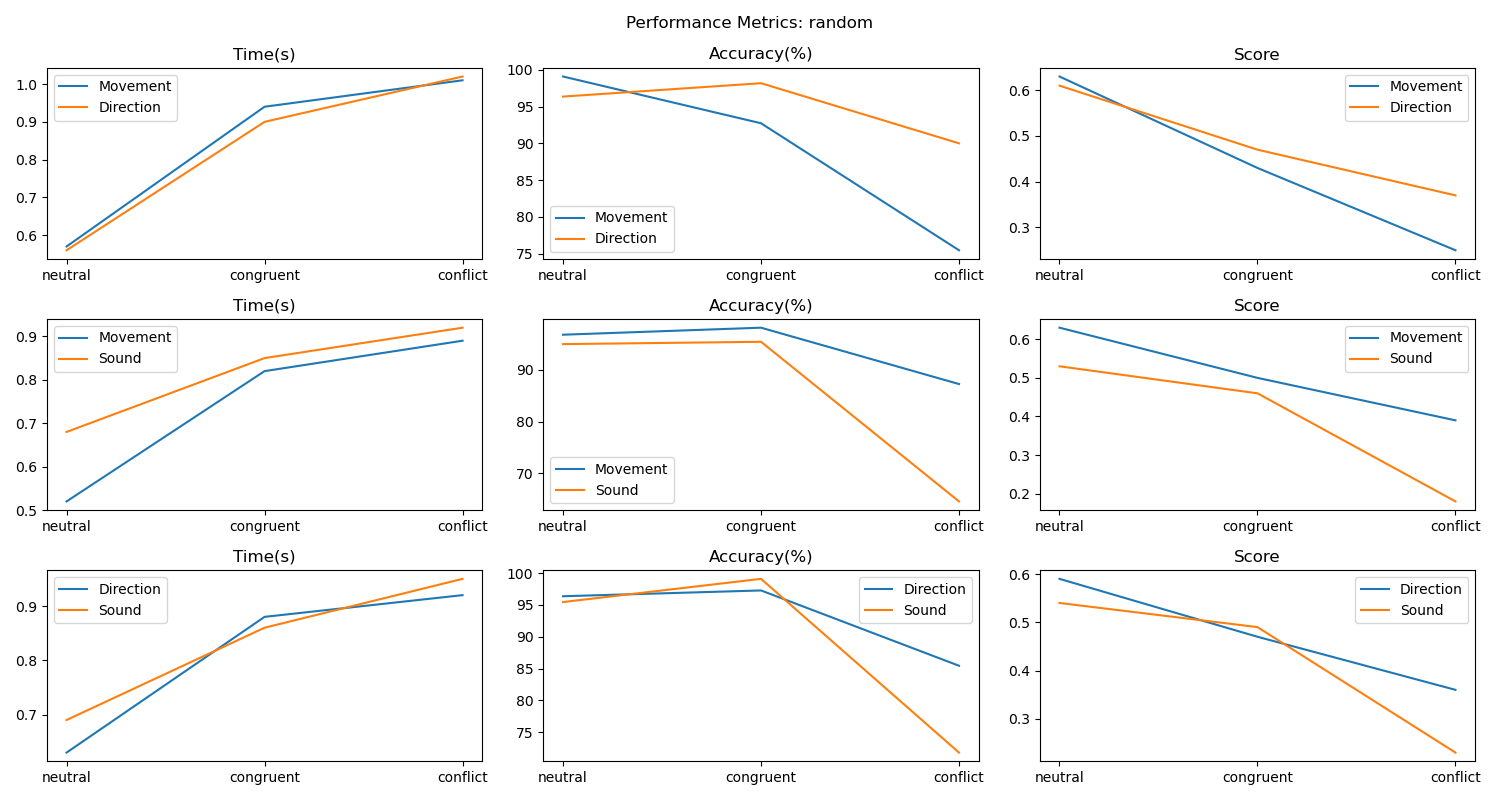 Performance Metrics: random
Time(s)
1.0
0.9
0.8
0.7
0.6
Movement
Direction
neutral
congruent
conflict
Accuracy(%)
100
95
90
85
80
75
Movement
Direction
neutral
congruent
conflict
Score
0.6
0.5
0.4
0.3
Movement
Direction
neutral
congruent
conflict
Time(s)
0.9
0.8
0.7
0.6
0.5
Movement
Sound
neutral
congruent
conflict
Accuracy(%)
90
80
70
Movement
Sound
neutral
congruent
conflict
Score
0.6
0.5
0.4
0.3
0.2
Movement
Sound
neutral
congruent
conflict
Time(s)
0.9
0.8
0.7
Direction
Sound
neutral
congruent
conflict
Accuracy(%)
100
95
90
85
80
75
Direction
Sound
neutral
congruent
conflict
Score
0.6
0.5
0.4
0.3
Direction
Sound
neutral
congruent
conflict